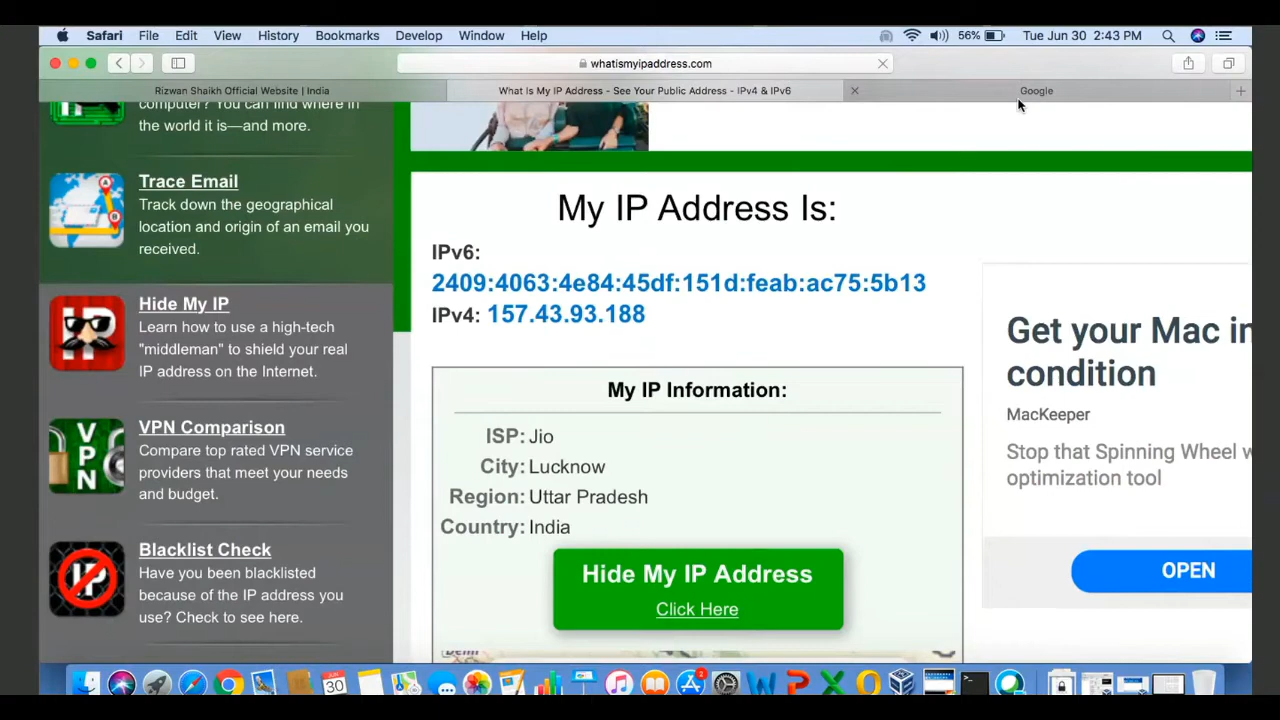 Safari File Edit View History Bookmarks Develop Window Help 56% Tue Jun 30 2:43 PM
whatismyipaddress.com
Rizwan Shaikh Official Website | India What Is My IP Address - See Your Public Address - IPv4 & IPv6 Google
computer? You can find where in
the world it is—and more.
Trace Email
Track down the geographical
location and origin of an email you
received.
Hide My IP
Learn how to use a high-tech
"middleman" to shield your real
IP address on the Internet.
VPN Comparison
Compare top rated VPN service
providers that meet your needs
and budget.
Blacklist Check
Have you been blacklisted
because of the IP address you
use? Check to see here.
My IP Address Is:
IPv6:
2409:4063:4e84:45df:151d:feab:ac75:5b13
IPv4: 157.43.93.188
My IP Information:
ISP: Jio
City: Lucknow
Region: Uttar Pradesh
Country: India
Hide My IP Address
Click Here
Get your Mac in
condition
MacKeeper
Stop that Spinning Wheel w
optimization tool
OPEN
IP
VPN
IP
JUN
30
2